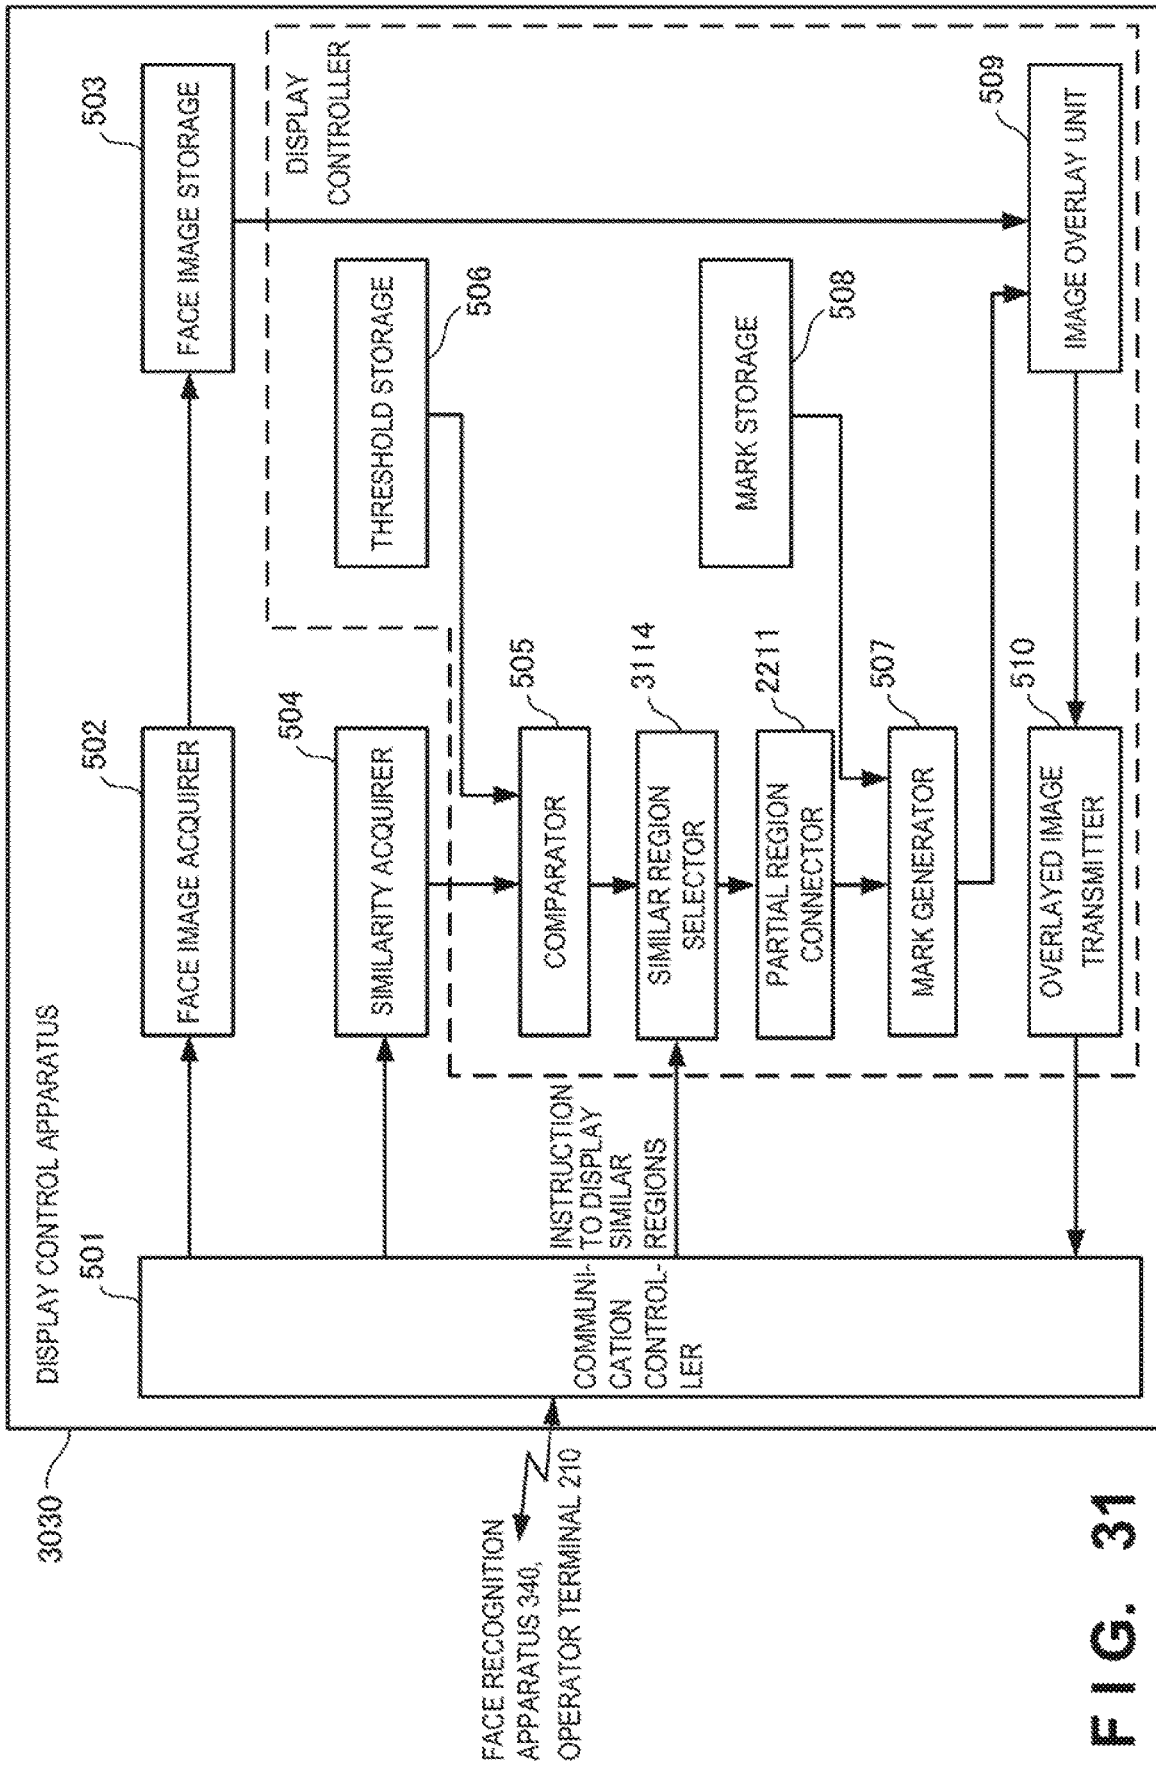 3030
DISPLAY CONTROL APPARATUS
501
502
503
FACE IMAGE ACQUIRER
FACE IMAGE STORAGE
504
SIMILARITY ACQUIRER
THRESHOLD STORAGE
506
DISPLAY
CONTROLLER
505
COMPARATOR
INSTRUCTION
TO DISPLAY
SIMILAR
REGIONS
3114
SIMILAR REGION
SELECTOR
2211
PARTIAL REGION
CONNECTOR
MARK STORAGE
508
507
MARK GENERATOR
509
IMAGE OVERLAY UNIT
510
OVERLAYED IMAGE
TRANSMITTER
COMMUNI-
CATION
CONTROL-
LER
FACE RECOGNITION
APPARATUS 340,
OPERATOR TERMINAL 210
FIG. 31